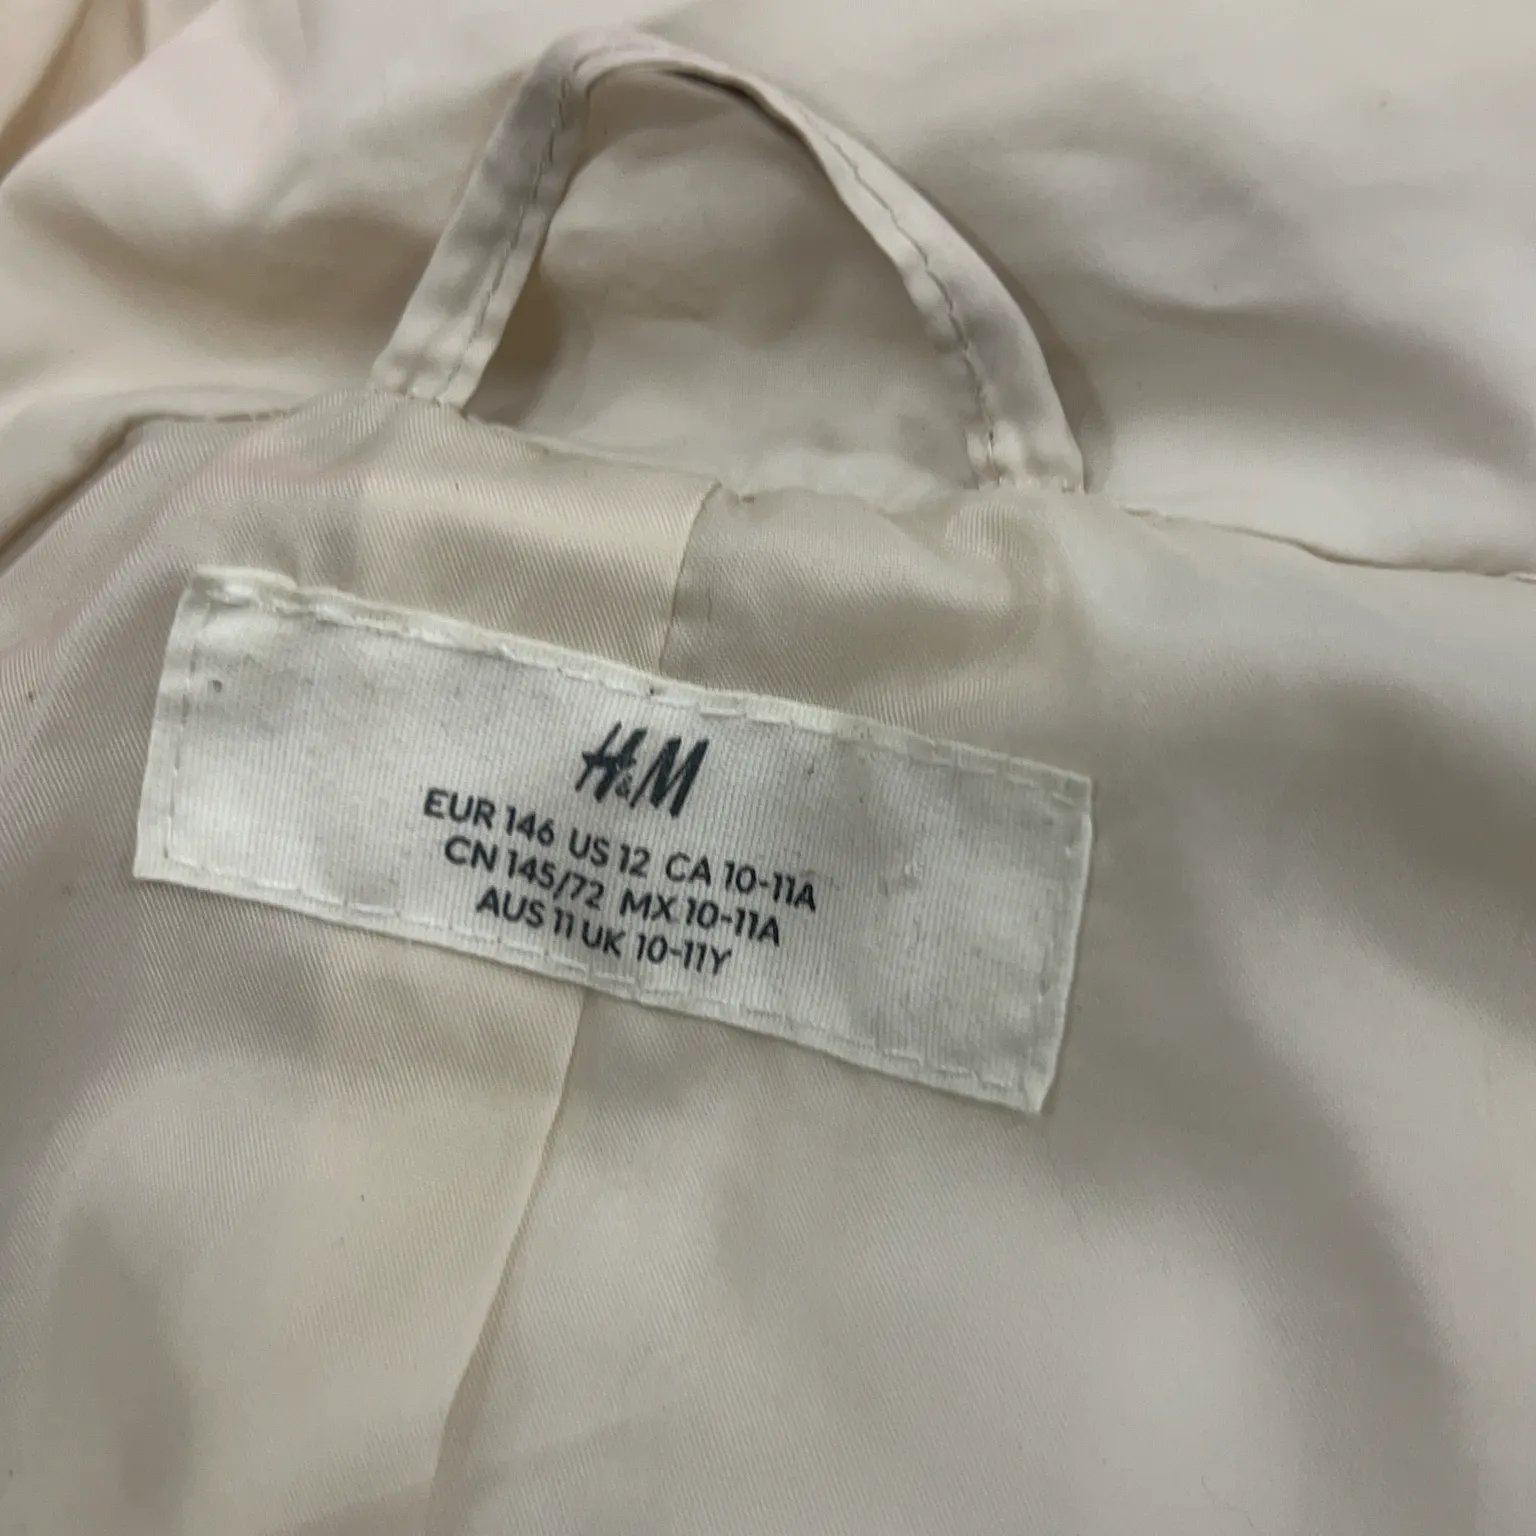 H&M
EUR 146 US 12 CA 10-11A
CN 145/72 MX 10-11A
AUS 11 UK 10-11Y